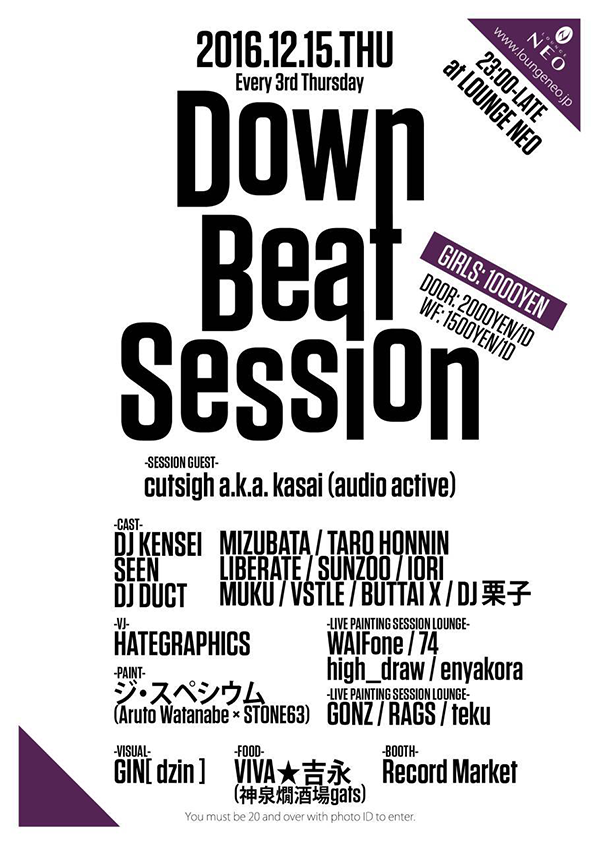 2016.12.15.THU
Every 3rd Thursday
LOUNGE
NEO
www.loungeneo.jp
23:00-LATE
at LOUNGE NEO
Down
Beat
Session
GIRLS: 1000YEN
DOOR: 2000YEN/1D
WF: 1500YEN/1D
-SESSION GUEST-
cutsigh a.k.a. kasai (audio active)
-CAST-
DJ KENSEI MIZUBATA / TARO HONNIN
SEEN LIBERATE / SUNZOO / IORI
DJ DUCT MUKU / VSTLE / BUTTAI X / DJ 栗子
-VJ-
HATEGRAPHICS
-LIVE PAINTING SESSION LOUNGE-
WAIFone / 74
high_draw / enyakora
-PAINT-
ジ・スペシウム
(Aruto Watanabe × STONE63)
-LIVE PAINTING SESSION LOUNGE-
GONZ / RAGS / teku
-VISUAL-
GIN[ dzin ]
-FOOD-
VIVA★吉永
(神泉燗酒場gats)
-BOOTH-
Record Market
You must be 20 and over with photo ID to enter.